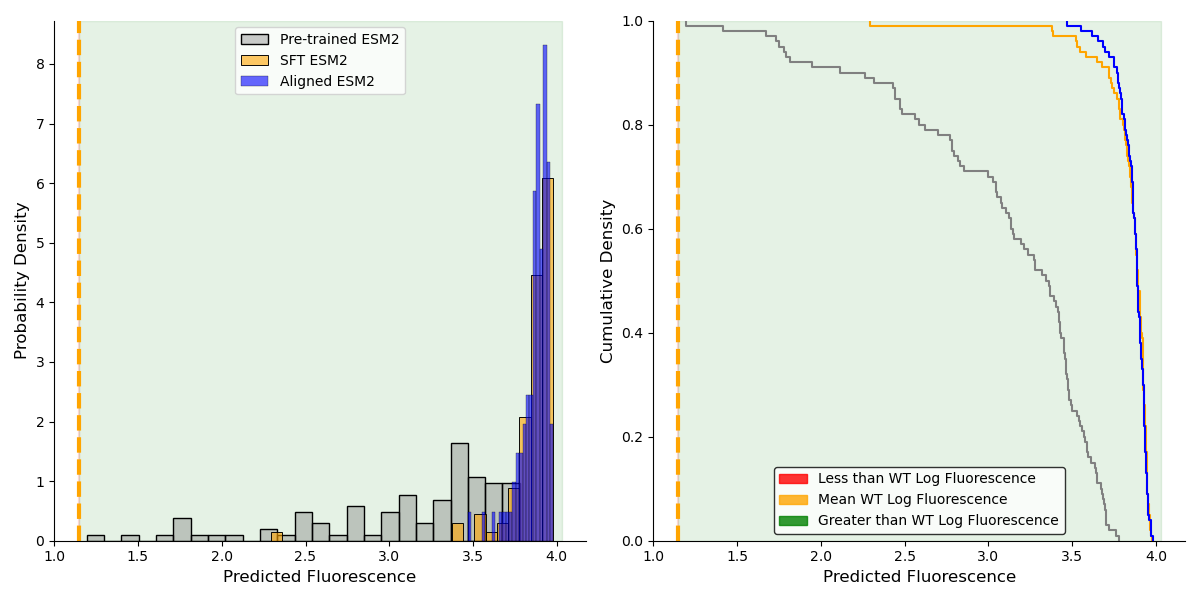 Pre-trained ESM2
SFT ESM2
Aligned ESM2
Probability Density
8
7
6
5
4
3
2
1
0
1.0 1.5 2.0 2.5 3.0 3.5 4.0
Predicted Fluorescence
Cumulative Density
1.0
0.8
0.6
0.4
0.2
0.0
Less than WT Log Fluorescence
Mean WT Log Fluorescence
Greater than WT Log Fluorescence
1.0 1.5 2.0 2.5 3.0 3.5 4.0
Predicted Fluorescence